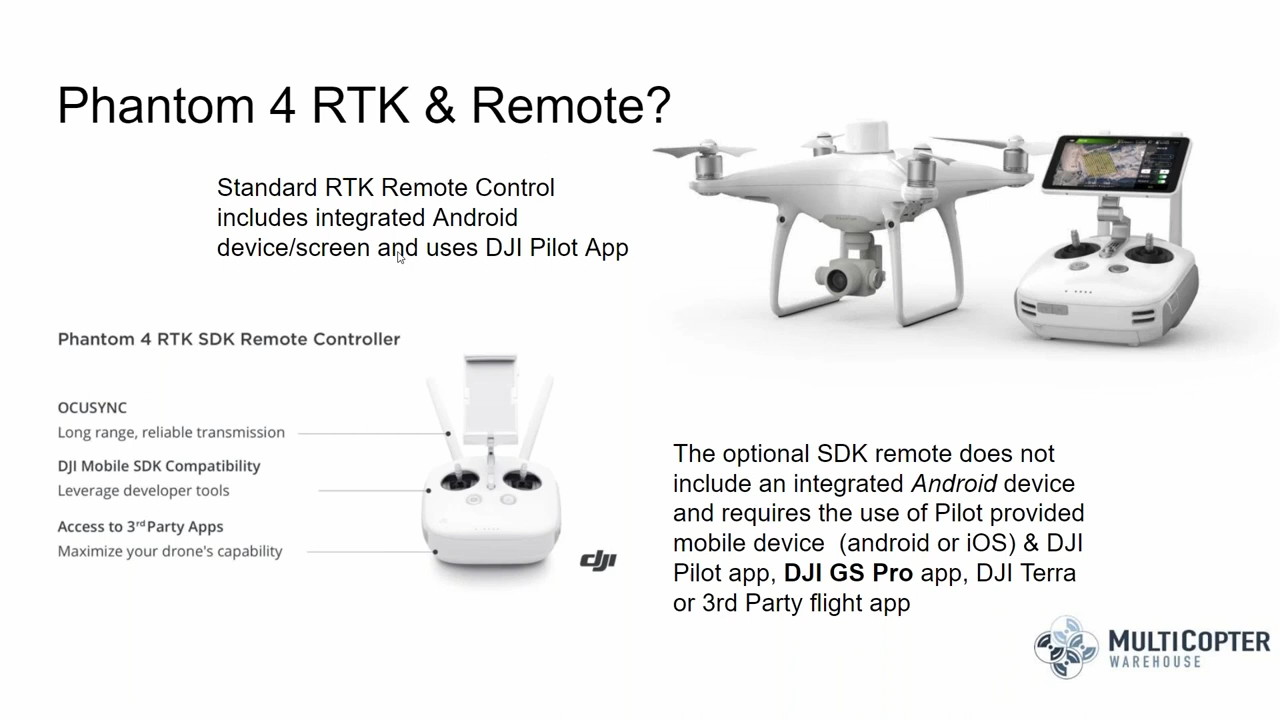 Phantom 4 RTK & Remote?
Standard RTK Remote Control
includes integrated Android
device/screen and uses DJI Pilot App
Phantom 4 RTK SDK Remote Controller
OCUSYNC
Long range, reliable transmission
DJI Mobile SDK Compatibility
Leverage developer tools
Access to 3rd Party Apps
Maximize your drone's capability
dji
The optional SDK remote does not
include an integrated Android device
and requires the use of Pilot provided
mobile device (android or iOS) & DJI
Pilot app, DJI GS Pro app, DJI Terra
or 3rd Party flight app
MULTICOPTER
WAREHOUSE